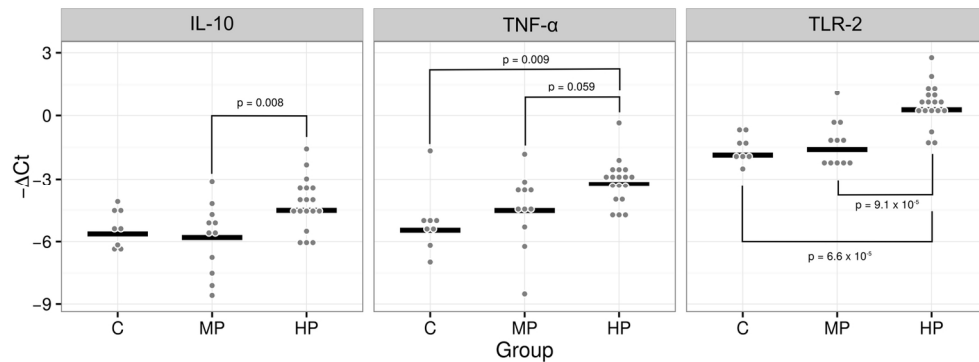 IL-10 TNF-α TLR-2
3
0
−3
−6
−9
−ΔCt
p = 0.008
p = 0.009
p = 0.059
p = 9.1 x 10⁻⁵
p = 6.6 x 10⁻⁵
C MP HP C MP HP C MP HP
Group